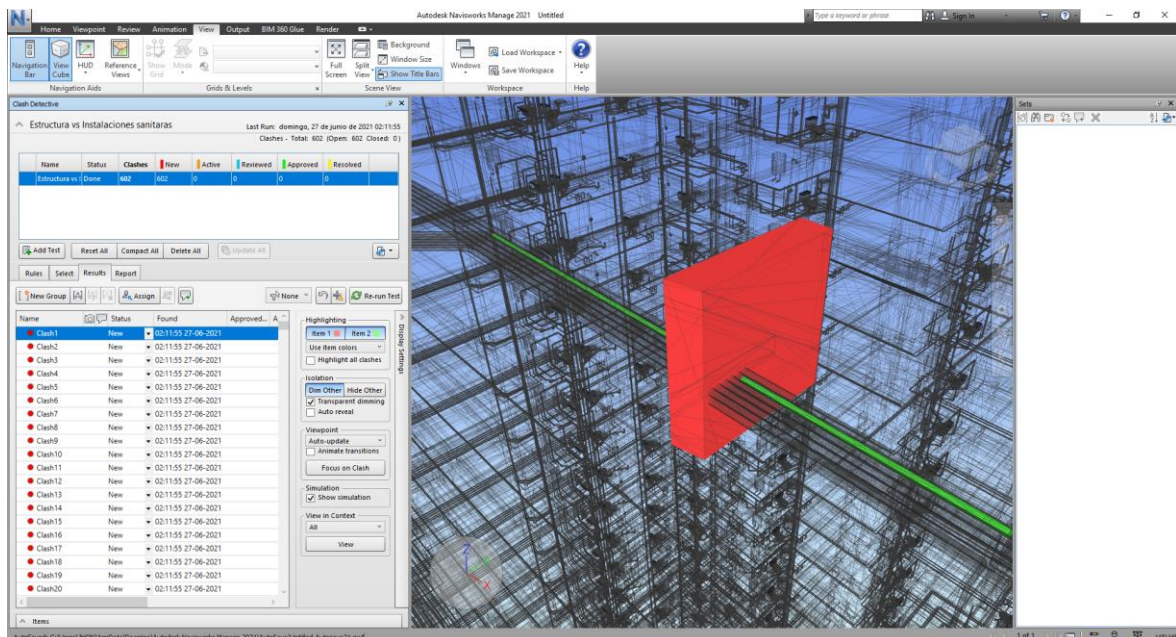 Autodesk Navisworks Manage 2021 Untitled
Type a keyword or phrase
Sign In
Home Viewpoint Review Animation View Output BIM 360 Glue Render
Navigation Bar
View Cube
HUD
Reference Views
Show Grid
Mode
Full Screen
Split View
Background
Window Size
Show Title Bars
Windows
Load Workspace
Save Workspace
Help
Navigation Aids
Grids & Levels
Scene View
Workspace
Help
Clash Detective
Sets
Estructura vs Instalaciones sanitaras
Last Run: domingo, 27 de junio de 2021 02:11:55
Clashes - Total: 602 (Open: 602 Closed: 0)
Name Status Clashes New Active Reviewed Approved Resolved
Estructura vs I Done 602 602 0 0 0 0
Add Test Reset All Compact All Delete All Update All
Rules Select Results Report
New Group Assign None Re-run Test
Name Status Found Approved... A
Clash1 New 02:11:55 27-06-2021
Clash2 New 02:11:55 27-06-2021
Clash3 New 02:11:55 27-06-2021
Clash4 New 02:11:55 27-06-2021
Clash5 New 02:11:55 27-06-2021
Clash6 New 02:11:55 27-06-2021
Clash7 New 02:11:55 27-06-2021
Clash8 New 02:11:55 27-06-2021
Clash9 New 02:11:55 27-06-2021
Clash10 New 02:11:55 27-06-2021
Clash11 New 02:11:55 27-06-2021
Clash12 New 02:11:55 27-06-2021
Clash13 New 02:11:55 27-06-2021
Clash14 New 02:11:55 27-06-2021
Clash15 New 02:11:55 27-06-2021
Clash16 New 02:11:55 27-06-2021
Clash17 New 02:11:55 27-06-2021
Clash18 New 02:11:55 27-06-2021
Clash19 New 02:11:55 27-06-2021
Clash20 New 02:11:55 27-06-2021
Highlighting
Item 1 Item 2
Use item colors
Highlight all clashes
Isolation
Dim Other Hide Other
Transparent dimming
Auto reveal
Viewpoint
Auto-update
Animate transitions
Focus on Clash
Simulation
Show simulation
View in Context
All
View
Display Settings
Items
Z
X
1 of 1